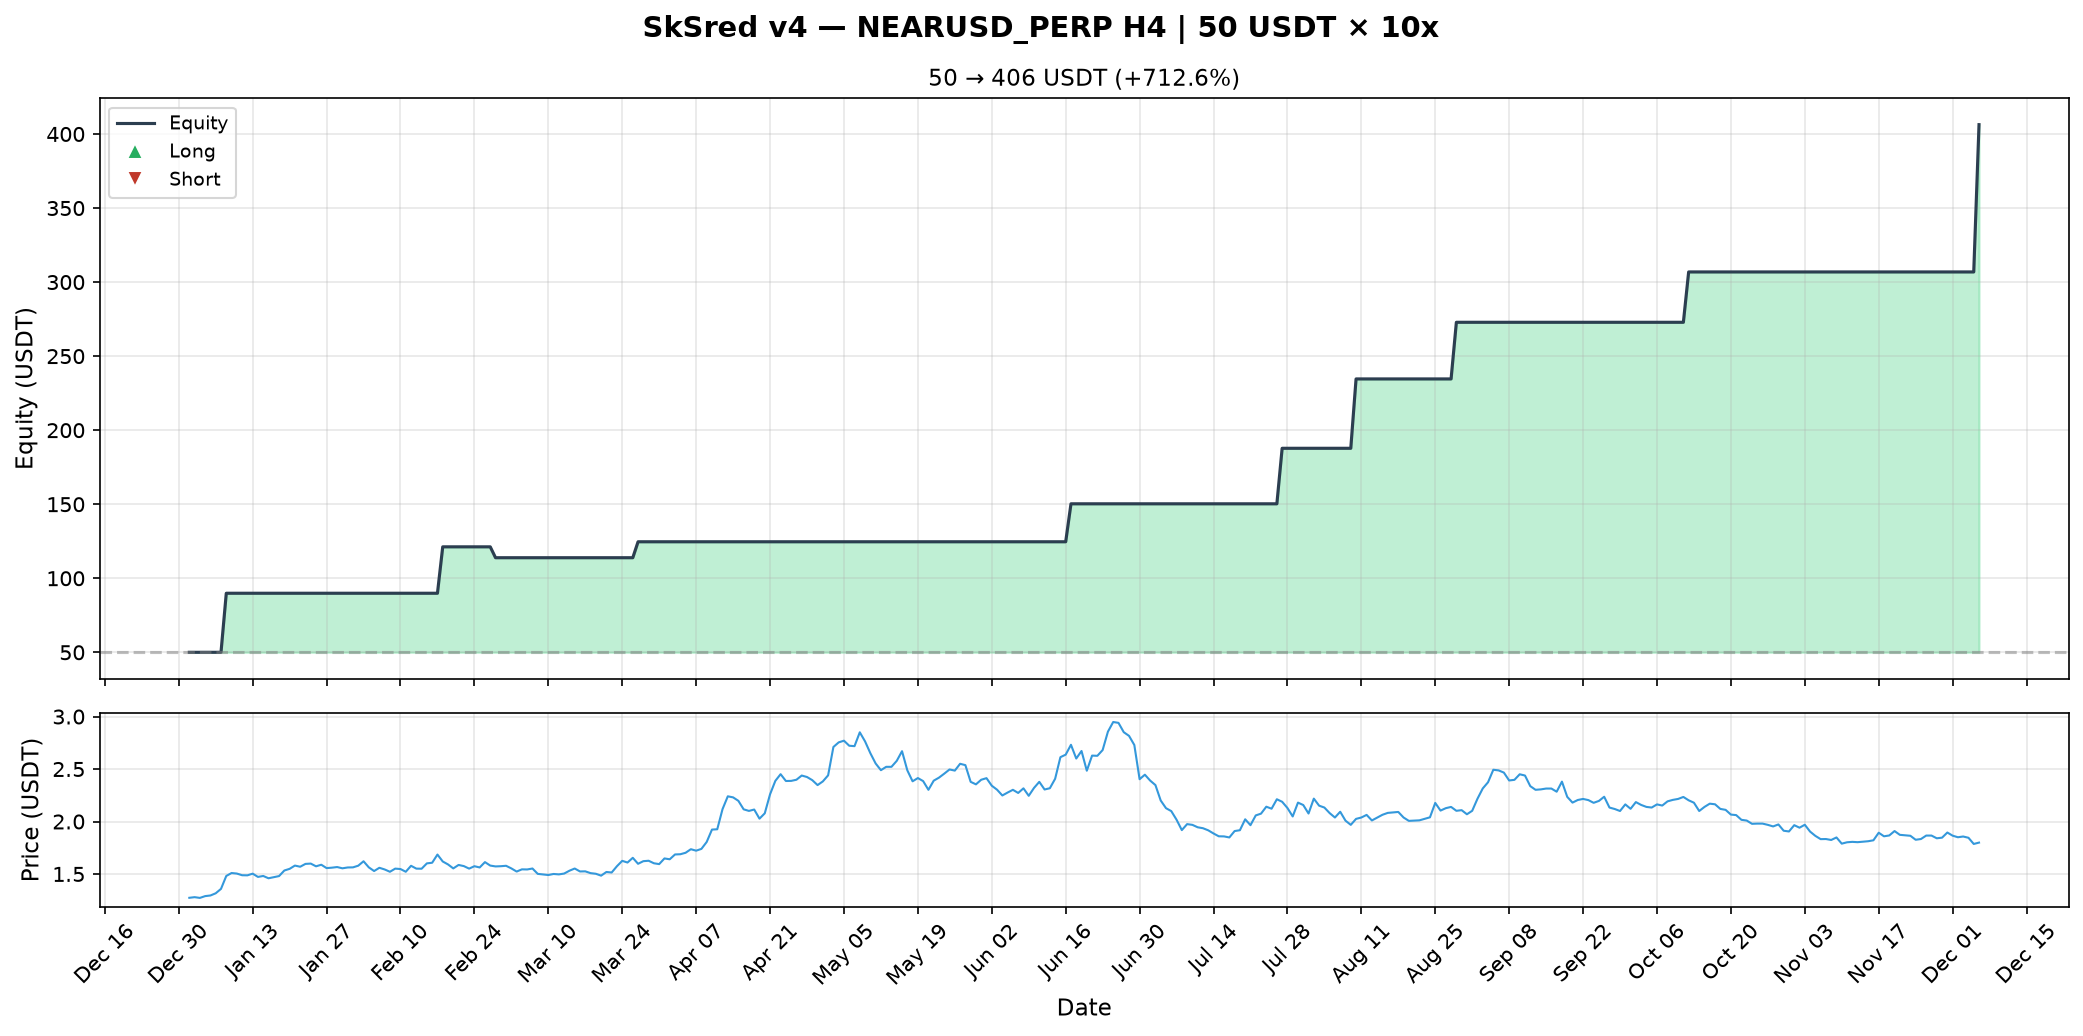 SkSred v4 — NEARUSD_PERP H4 | 50 USDT × 10x
50 → 406 USDT (+712.6%)
Equity
Long
Short
Equity (USDT)
400
350
300
250
200
150
100
50
Price (USDT)
3.0
2.5
2.0
1.5
Dec 16
Dec 30
Jan 13
Jan 27
Feb 10
Feb 24
Mar 10
Mar 24
Apr 07
Apr 21
May 05
May 19
Jun 02
Jun 16
Jun 30
Jul 14
Jul 28
Aug 11
Aug 25
Sep 08
Sep 22
Oct 06
Oct 20
Nov 03
Nov 17
Dec 01
Dec 15
Date